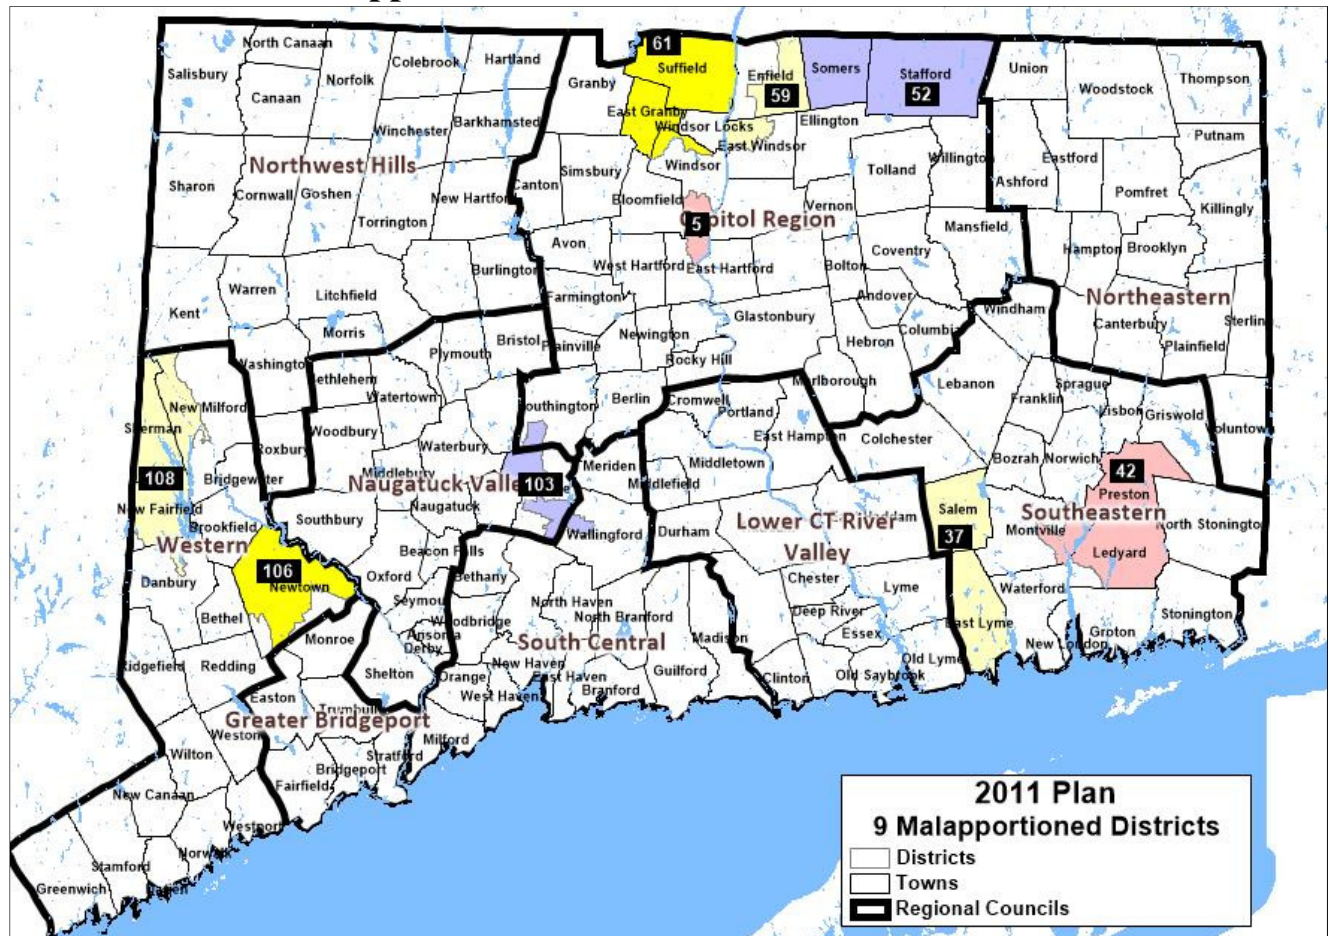 North Canaan
Colebrook
Hartland
61
Salisbury
Norfolk
Granby
Suffield
Enfield
Somers
Stafford
Union
Thompson
Canaan
59
52
Woodstock
Winchester
Barkhamsted
East Granby
Windsor Locks
Ellington
Putnam
East Windsor
Northwest Hills
Simsbury
Windsor
Tolland
Willington
Eastford
Sharon
Cornwall
Goshen
New Hartford
Canton
Bloomfield
Ashford
Pomfret
Torrington
5
Capitol Region
Vernon
Killingly
Avon
Mansfield
Hampton
Brooklyn
Burlington
West Hartford
East Hartford
Bolton
Coventry
Warren
Litchfield
Farmington
Andover
Northeastern
Kent
Morris
Newington
Glastonbury
Columbia
Windham
Canterbury
Sterlin
Bristol
Plainville
Hebron
Plainfield
Washington
Plymouth
Rocky Hill
Bethlehem
Watertown
Marlborough
Lebanon
Sprague
New Milford
Southington
Berlin
Cromwell
Portland
Franklin
Lisbon
Griswold
Sherman
Woodbury
Waterbury
East Hampton
Colchester
Voluntown
Roxbury
Middlebury
Meriden
Middletown
Bozrah
Norwich
42
108
Bridgewater
Naugatuck Valle
103
Middlefield
Preston
New Fairfield
Brookfield
Southbury
Naugatuck
Wallingford
Durham
Lower CT River
Valley
Haddam
Salem
Southeastern
Montville
North Stonington
Western
37
Ledyard
Danbury
106
Newtown
Beacon Falls
Oxford
Bethany
Chester
Lyme
Waterford
Bethel
Seymou
Woodbridge
North Haven
North Branford
Deep River
Stonington
Monroe
Ansonia
Derby
South Central
Madison
Essex
East Lyme
New London
Groton
Ridgefield
Redding
Shelton
Orange
New Haven
East Haven
Guilford
Clinton
Old Saybrook
Old Lyme
Easton
Trumbull
West Haven
Branford
Greater Bridgeport
Weston
Milford
Wilton
Stratford
Bridgeport
Fairfield
New Canaan
Westport
Norwalk
Stamford
Darien
Greenwich
2011 Plan
9 Malapportioned Districts
Districts
Towns
Regional Councils